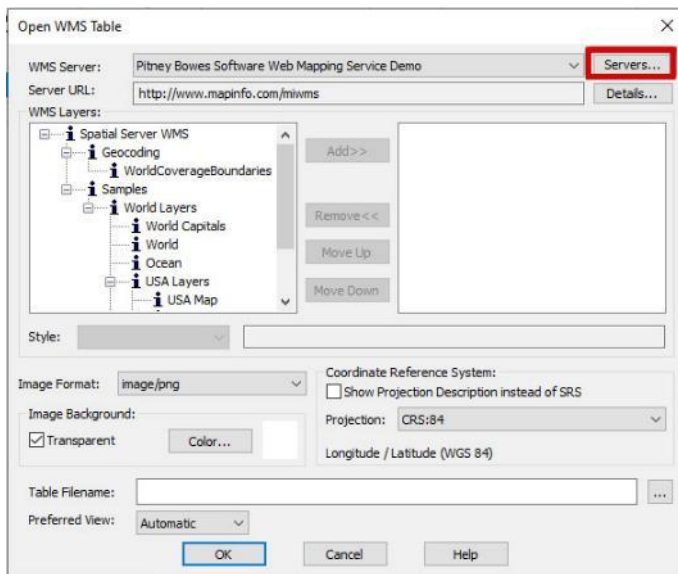 Open WMS Table
WMS Server: Pitney Bowes Software Web Mapping Service Demo Servers...
Server URL: http://www.mapinfo.com/miwms Details...
WMS Layers:
Spatial Server WMS
Geocoding
WorldCoverageBoundaries
Samples
World Layers
World Capitals
World
Ocean
USA Layers
USA Map
Add>>
Remove<<
Move Up
Move Down
Style:
Image Format: image/png
Image Background:
Transparent Color...
Coordinate Reference System:
Show Projection Description instead of SRS
Projection: CRS:84
Longitude / Latitude (WGS 84)
Table Filename: ...
Preferred View: Automatic
OK Cancel Help